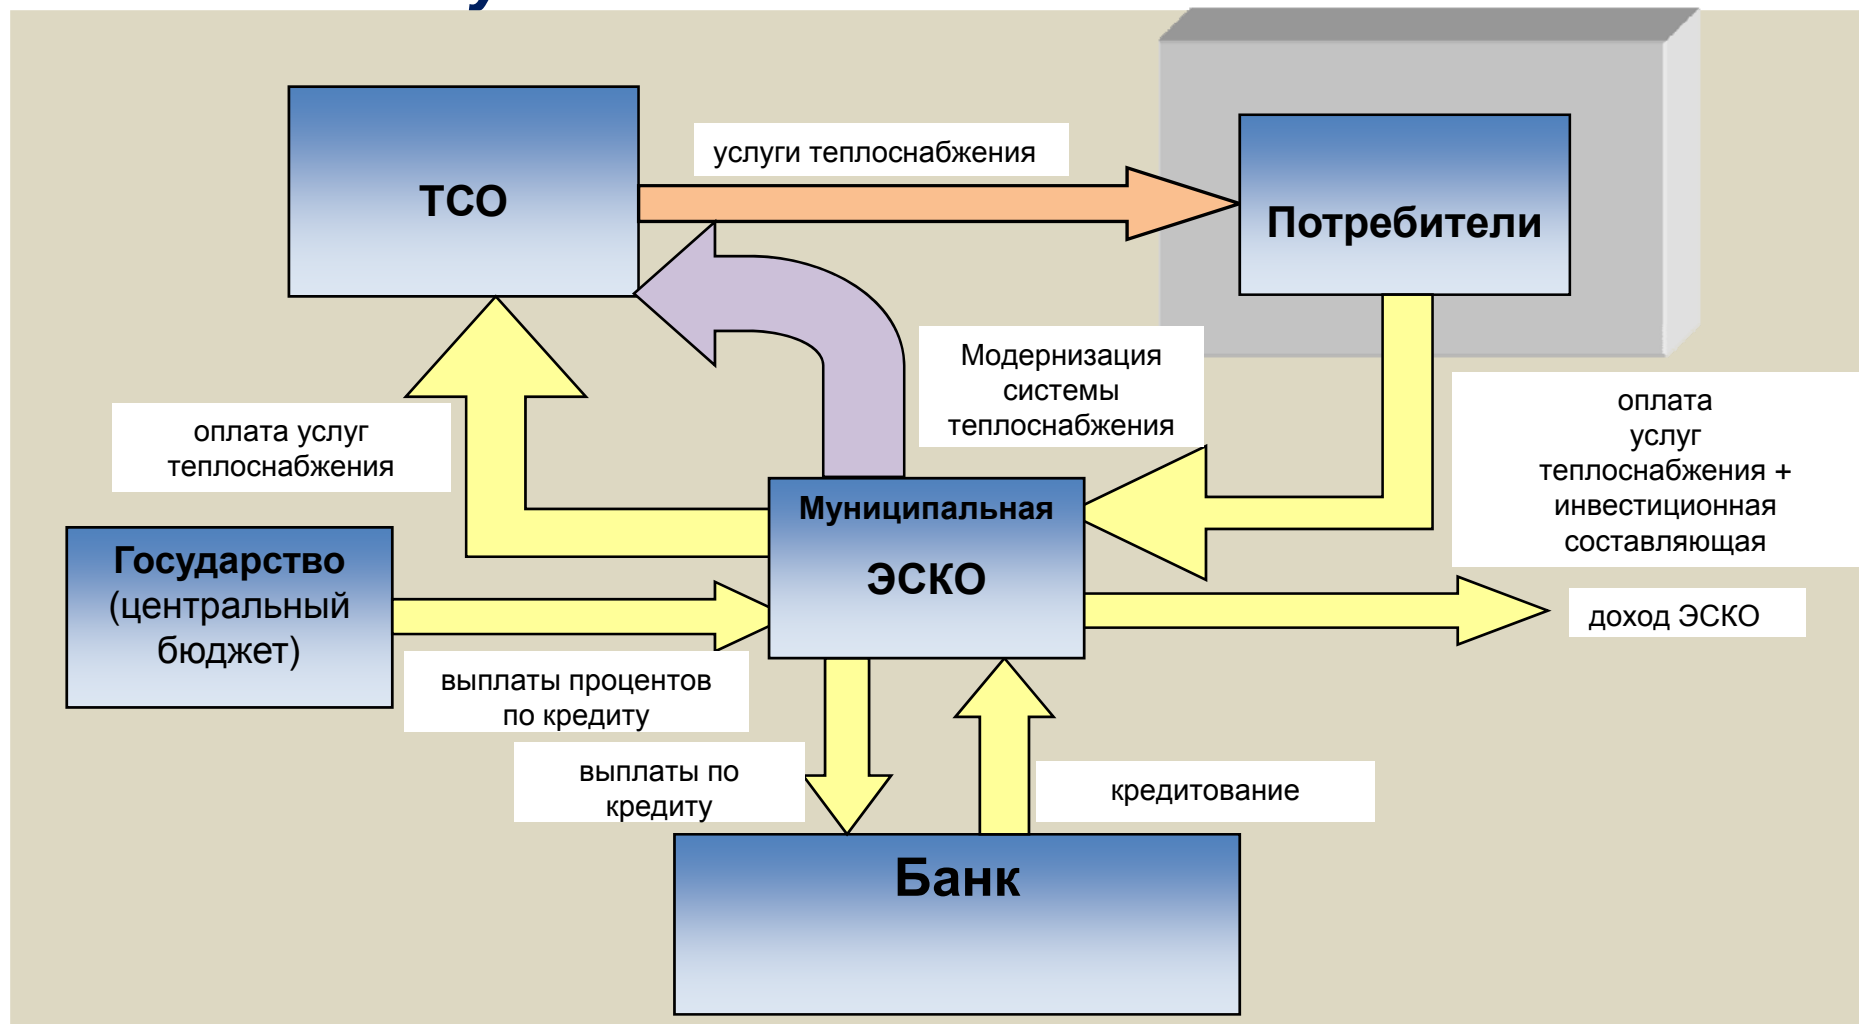 услуги теплоснабжения
ТСО
Потребители
Модернизация
системы
теплоснабжения
оплата
услуг
теплоснабжения +
инвестиционная
составляющая
оплата услуг
теплоснабжения
Муниципальная
ЭСКО
Государство
(центральный
бюджет)
доход ЭСКО
выплаты процентов
по кредиту
выплаты по
кредиту
кредитование
Банк